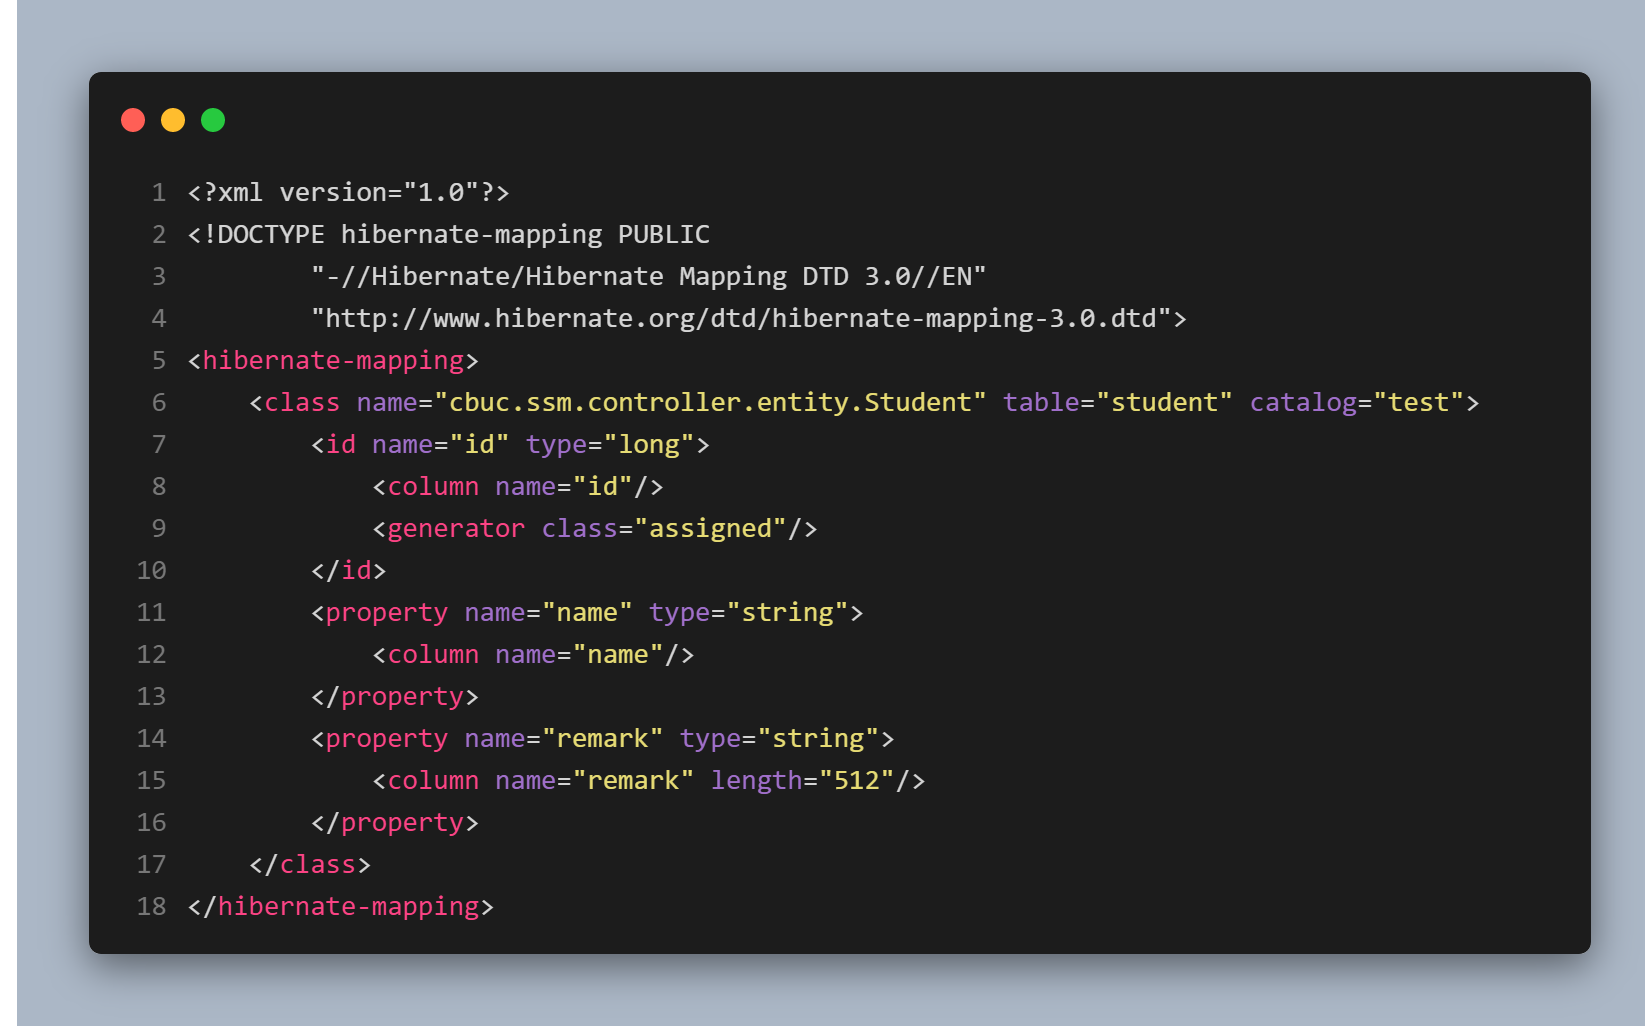 1 <?xml version="1.0"?>
2 <!DOCTYPE hibernate-mapping PUBLIC
3         "-//Hibernate/Hibernate Mapping DTD 3.0//EN"
4         "http://www.hibernate.org/dtd/hibernate-mapping-3.0.dtd">
5 <hibernate-mapping>
6     <class name="cbuc.ssm.controller.entity.Student" table="student" catalog="test">
7         <id name="id" type="long">
8             <column name="id"/>
9             <generator class="assigned"/>
10         </id>
11         <property name="name" type="string">
12             <column name="name"/>
13         </property>
14         <property name="remark" type="string">
15             <column name="remark" length="512"/>
16         </property>
17     </class>
18 </hibernate-mapping>